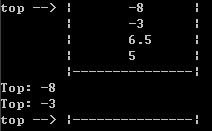 top --> |        -8        |
|        -3        |
|        6.5       |
|        5         |
|---------------|
Top: -8
Top: -3
top --> |---------------|